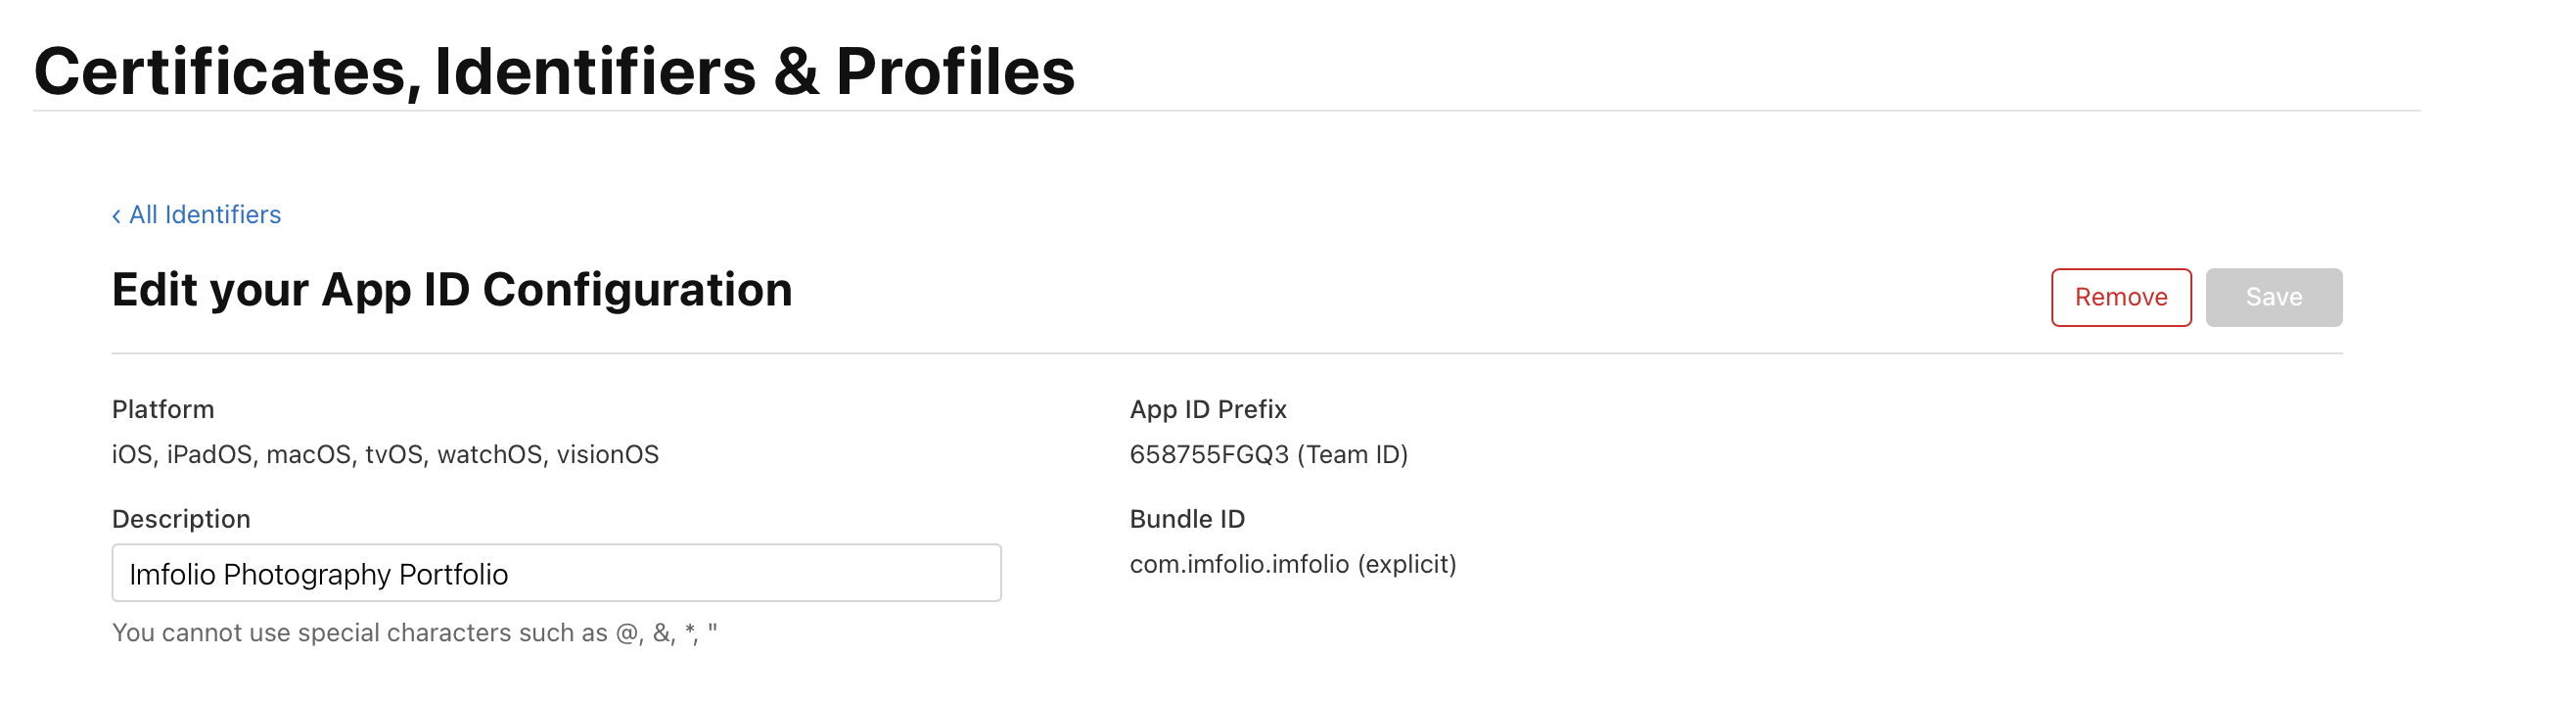 Certificates, Identifiers & Profiles
‹ All Identifiers
Edit your App ID Configuration
Remove
Save
Platform
iOS, iPadOS, macOS, tvOS, watchOS, visionOS
App ID Prefix
658755FGQ3 (Team ID)
Description
Imfolio Photography Portfolio
You cannot use special characters such as @, &, *, "
Bundle ID
com.imfolio.imfolio (explicit)